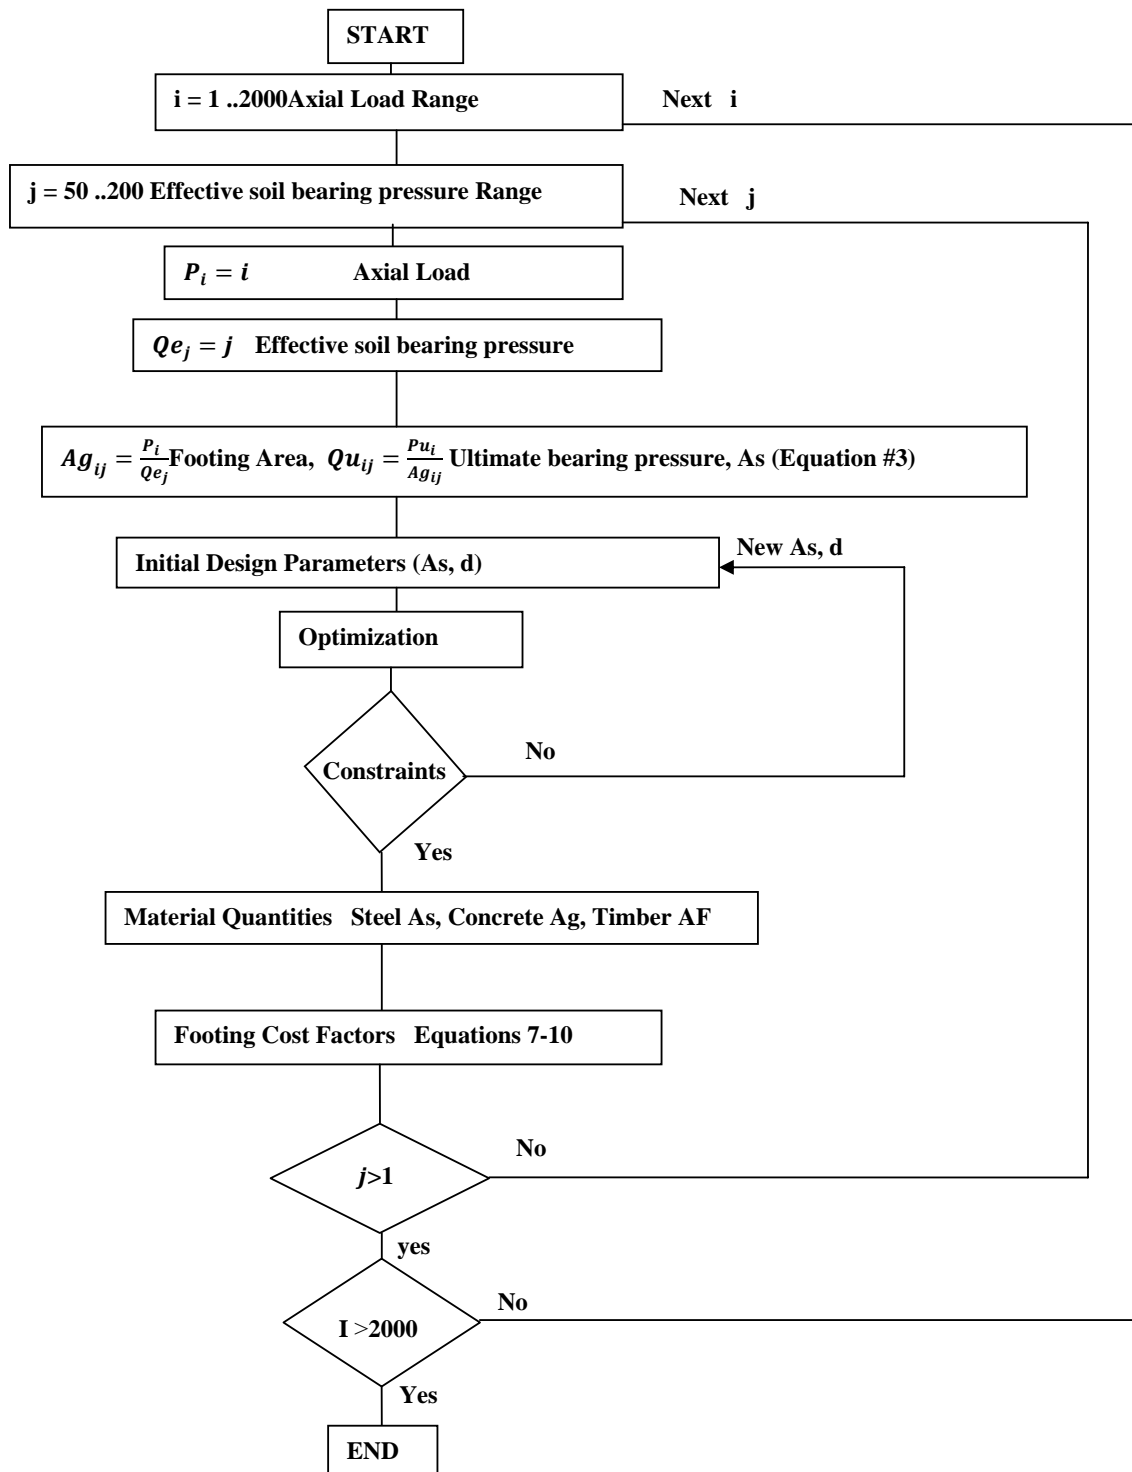 START
i = 1 ..2000Axial Load Range
Next i
j = 50 ..200 Effective soil bearing pressure Range
Next j
P_i = i Axial Load
Qe_j = j Effective soil bearing pressure
Ag_ij = P_i/Qe_j Footing Area, Qu_ij = Pu_i/Ag_ij Ultimate bearing pressure, As (Equation #3)
New As, d
Initial Design Parameters (As, d)
Optimization
No
Constraints
Yes
Material Quantities Steel As, Concrete Ag, Timber AF
Footing Cost Factors Equations 7-10
No
j>1
yes
No
I >2000
Yes
END